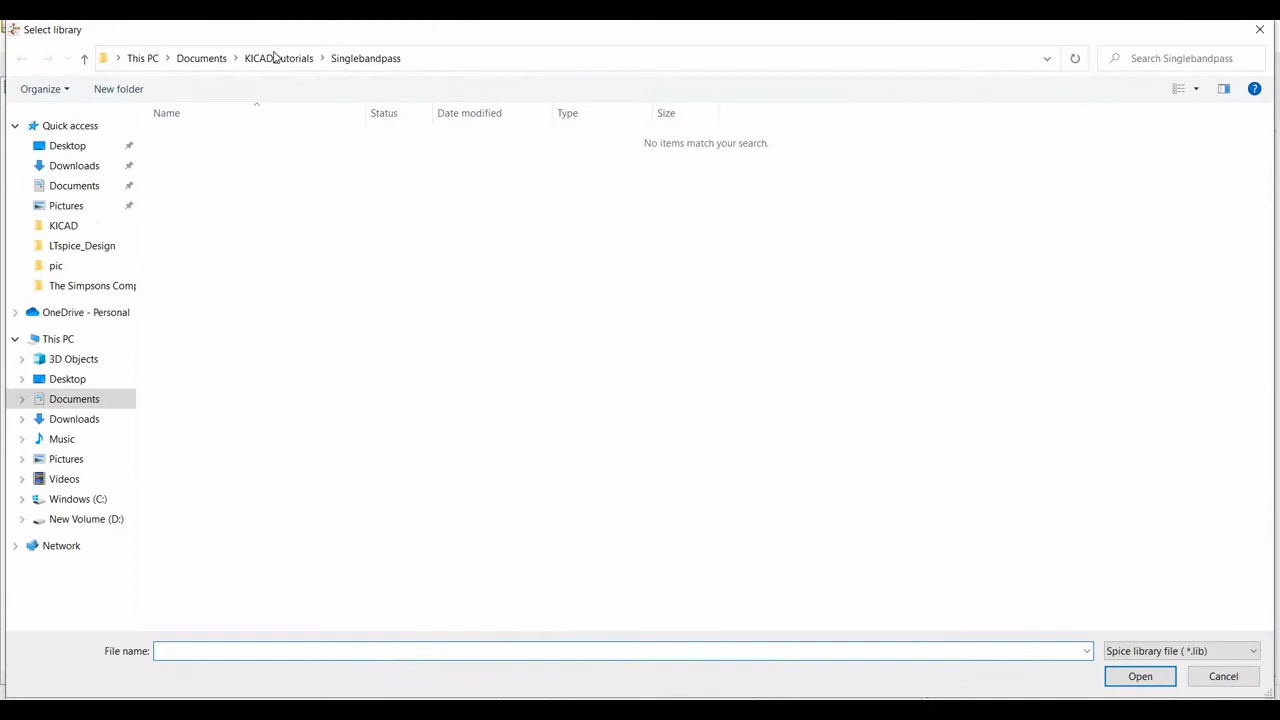 Select library
This PC > Documents > KICAD tutorials > Singlebandpass
Search Singlebandpass
Organize
New folder
Name
Status
Date modified
Type
Size
No items match your search.
Quick access
Desktop
Downloads
Documents
Pictures
KICAD
LTspice_Design
pic
The Simpsons Comp
OneDrive - Personal
This PC
3D Objects
Desktop
Documents
Downloads
Music
Pictures
Videos
Windows (C:)
New Volume (D:)
Network
File name:
Spice library file ( *.lib)
Open
Cancel